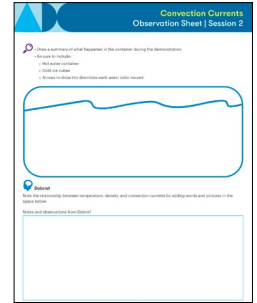 Convection Currents
Observation Sheet | Session 2
• Draw a summary of what happened in the container during the demonstration.
• Be sure to include:
○ Hot water container
○ Cold ice cubes
○ Arrows to show the directions each water color moved
Debrief
Note the relationship between temperature, density, and convection currents by adding words and pictures in the
space below.
Notes and observations from Debrief